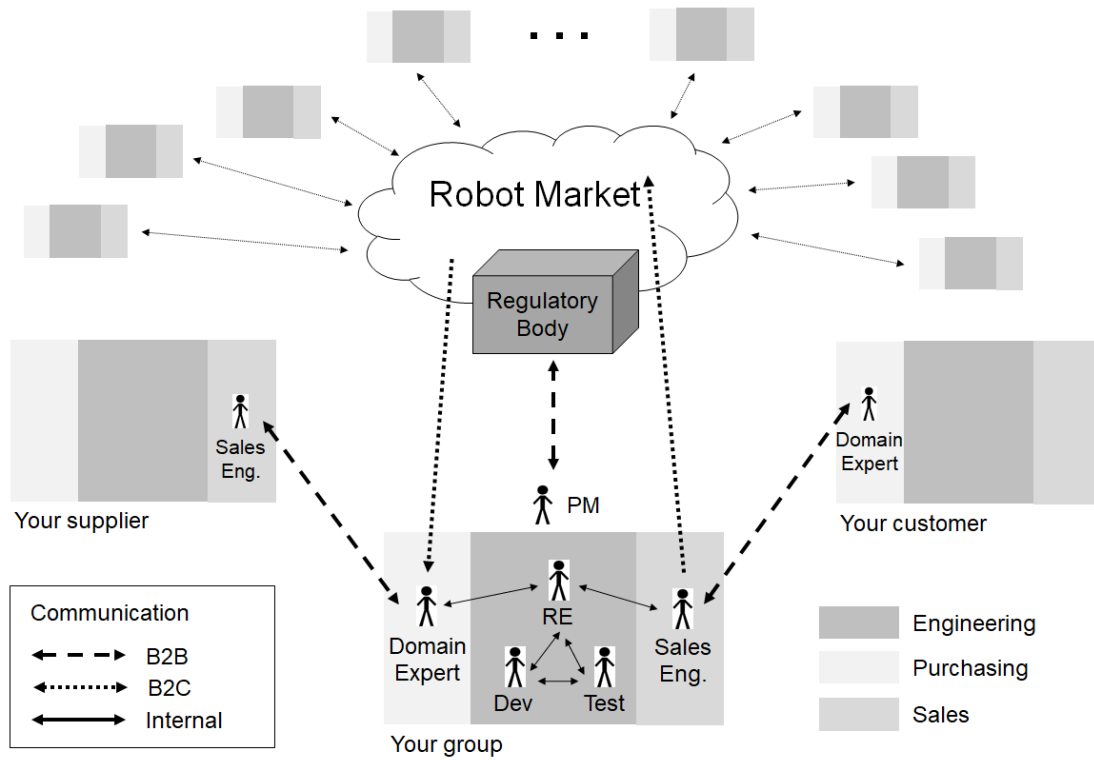 . . .
Robot Market
Regulatory
Body
Sales
Eng.
Domain
Expert
Your supplier
PM
Your customer
RE
Domain
Expert
Sales
Eng.
Dev
Test
Your group
Communication
B2B
B2C
Internal
Engineering
Purchasing
Sales